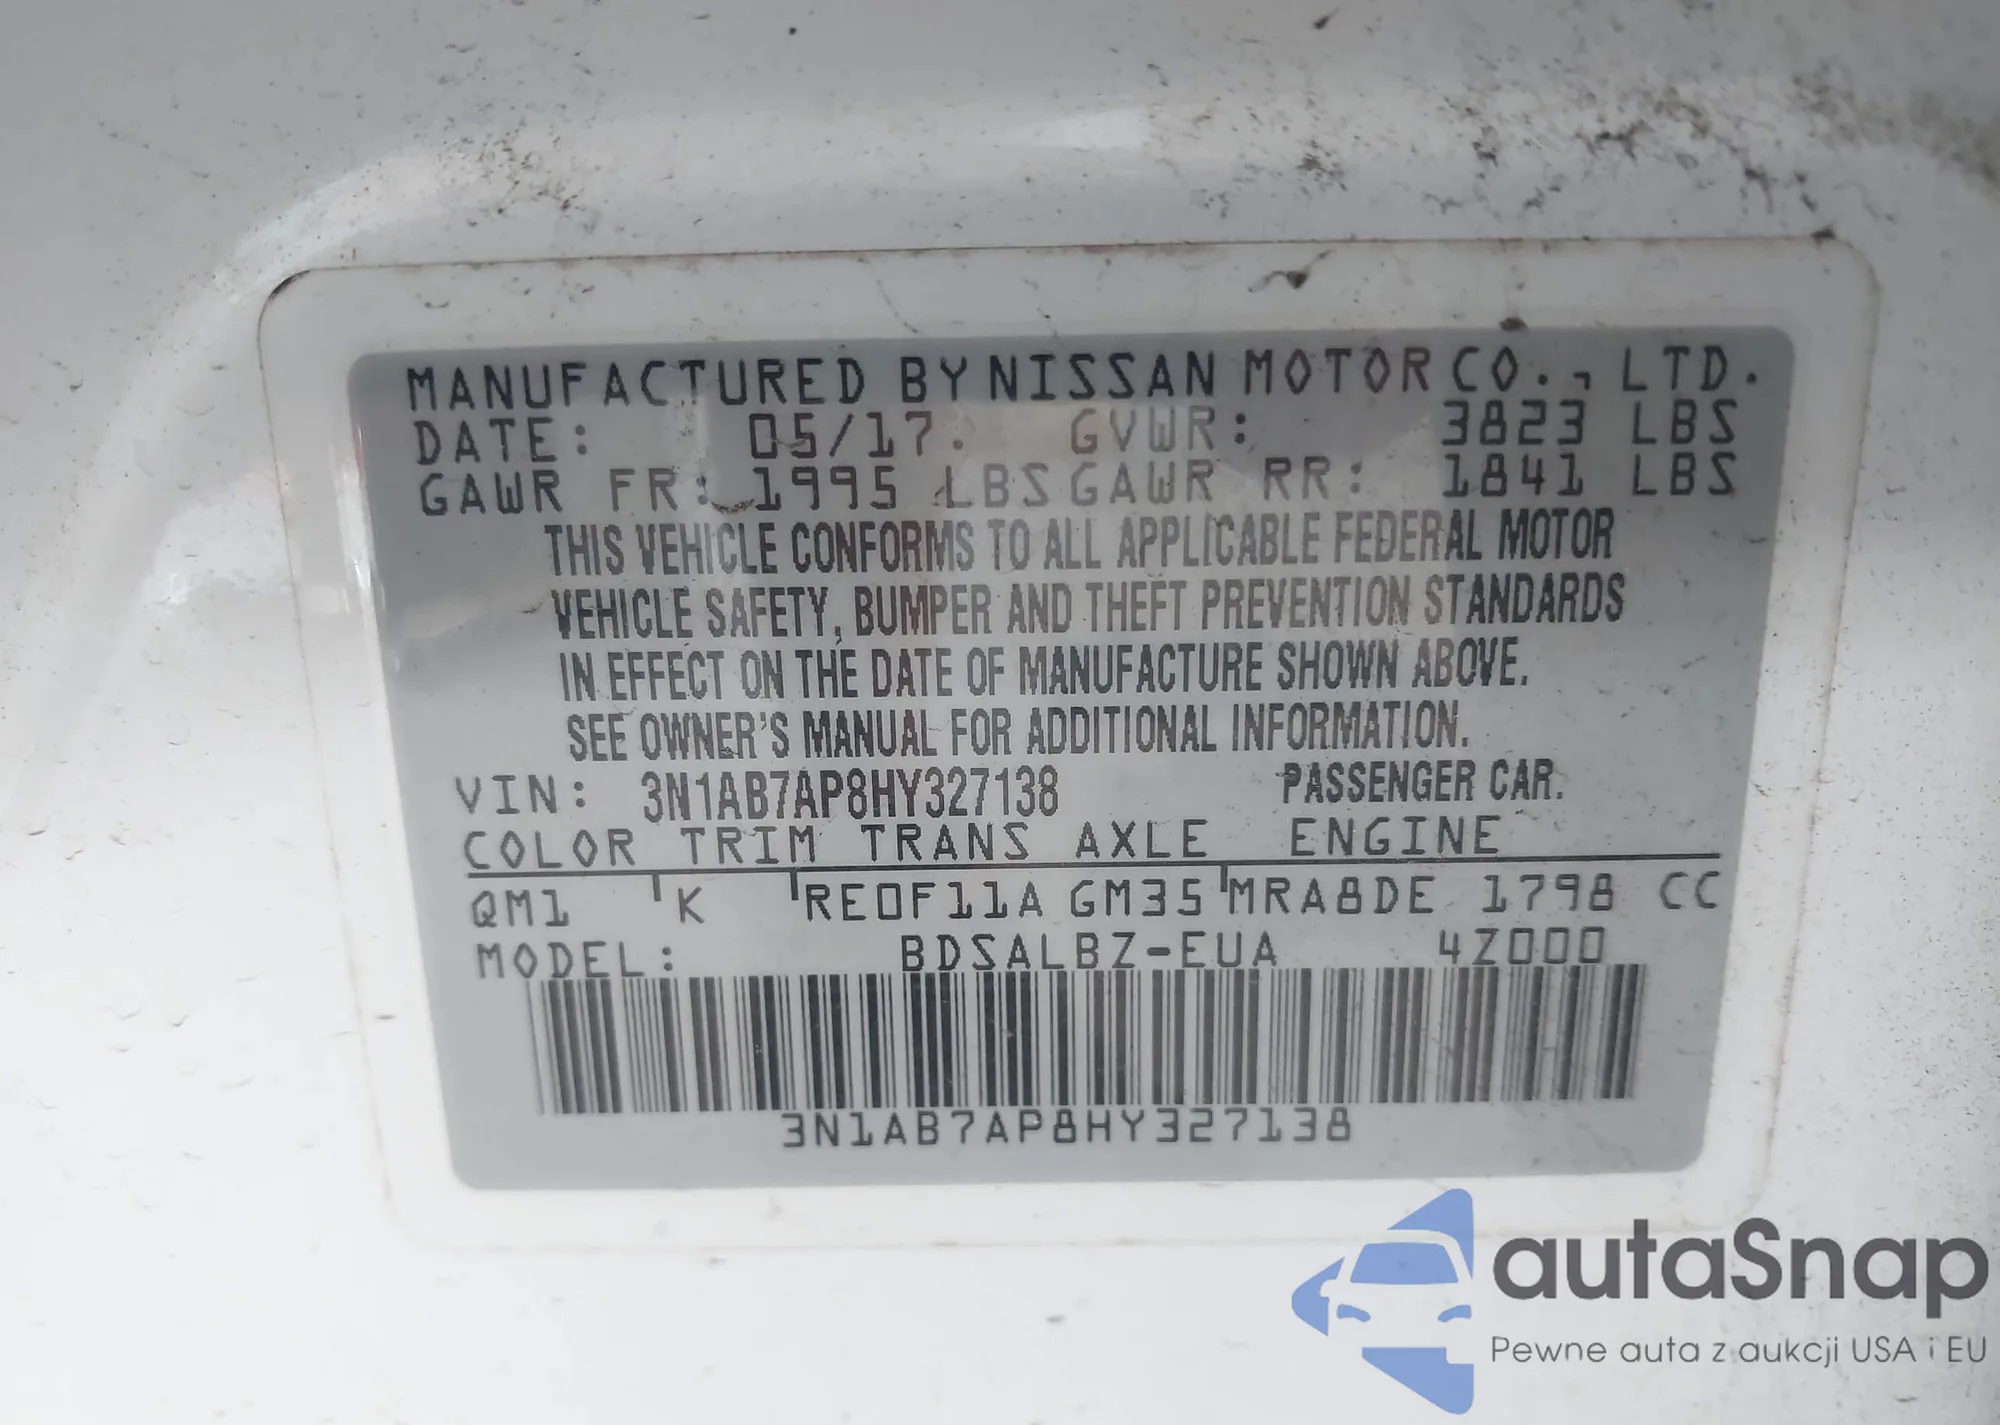 MANUFACTURED BY NISSAN MOTOR CO., LTD.
DATE: 05/17. GVWR: 3823 LBS
GAWR FR: 1995 LBS GAWR RR: 1841 LBS
THIS VEHICLE CONFORMS TO ALL APPLICABLE FEDERAL MOTOR
VEHICLE SAFETY, BUMPER AND THEFT PREVENTION STANDARDS
IN EFFECT ON THE DATE OF MANUFACTURE SHOWN ABOVE.
SEE OWNER'S MANUAL FOR ADDITIONAL INFORMATION.
VIN: 3N1AB7AP8HY327138 PASSENGER CAR.
COLOR TRIM TRANS AXLE ENGINE
QM1 K RE0F11A GM35 MRA8DE 1798 CC
MODEL: BDSALBZ-EUA 4Z000
3N1AB7AP8HY327138
autaSnap
Pewne auta z aukcji USA i EU